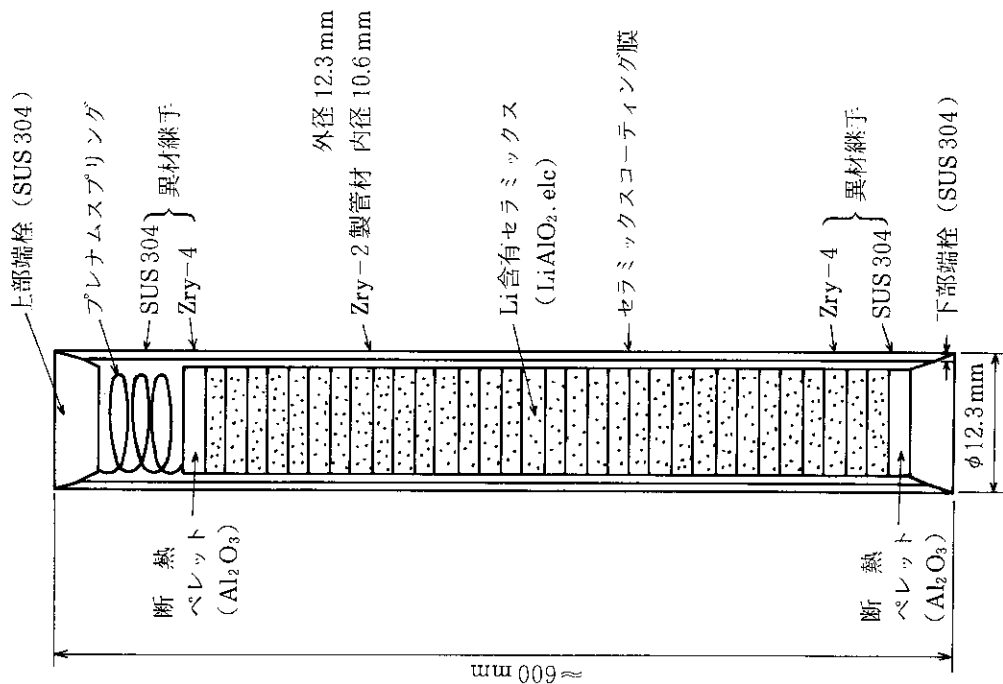 上部端栓（SUS 304）
プレナムスプリング
SUS 304
Zry-4
異材継手
外径 12.3 mm
Zry-2 製管材 内径 10.6 mm
Li 含有セラミックス
（LiAlO₂. elc）
セラミックスコーティング膜
Zry-4
SUS 304
異材継手
下部端栓（SUS 304）
断熱
ペレット
（Al₂O₃）
断熱
ペレット
（Al₂O₃）
≈600 mm
φ12.3mm